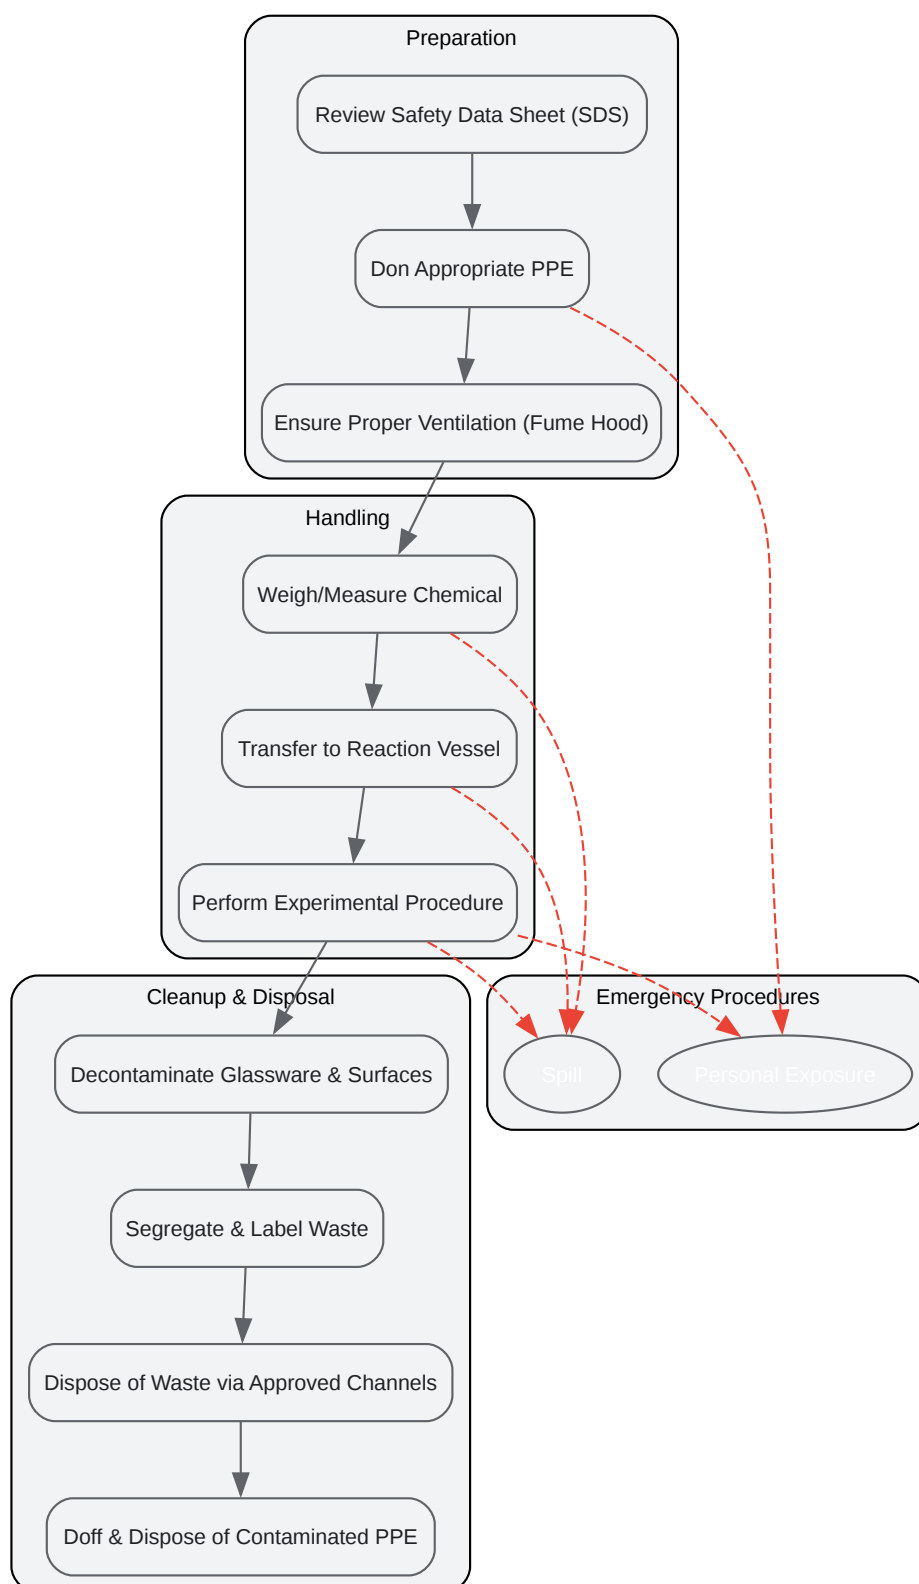 Preparation
Review Safety Data Sheet (SDS)
Don Appropriate PPE
Ensure Proper Ventilation (Fume Hood)
Handling
Weigh/Measure Chemical
Transfer to Reaction Vessel
Perform Experimental Procedure
Cleanup & Disposal
Decontaminate Glassware & Surfaces
Segregate & Label Waste
Dispose of Waste via Approved Channels
Doff & Dispose of Contaminated PPE
Emergency Procedures
Spill
Personal Exposure